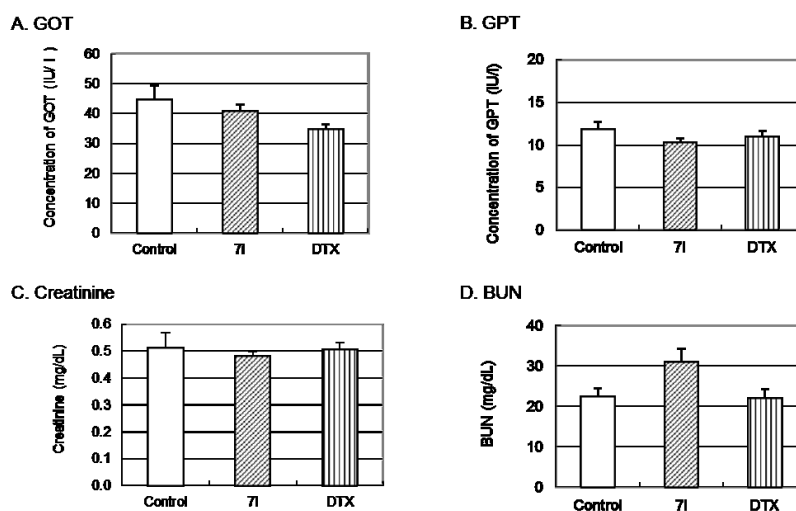 A. GOT
Concentration of GOT (IU/ l )
60
50
40
30
20
10
0
Control 7l DTX
B. GPT
Concentration of GPT (IU/l)
20
15
10
5
0
Control 7l DTX
C. Creatinine
Creatinine (mg/dL)
0.6
0.5
0.4
0.3
0.2
0.1
0.0
Control 7l DTX
D. BUN
BUN (mg/dL)
40
30
20
10
0
Control 7l DTX